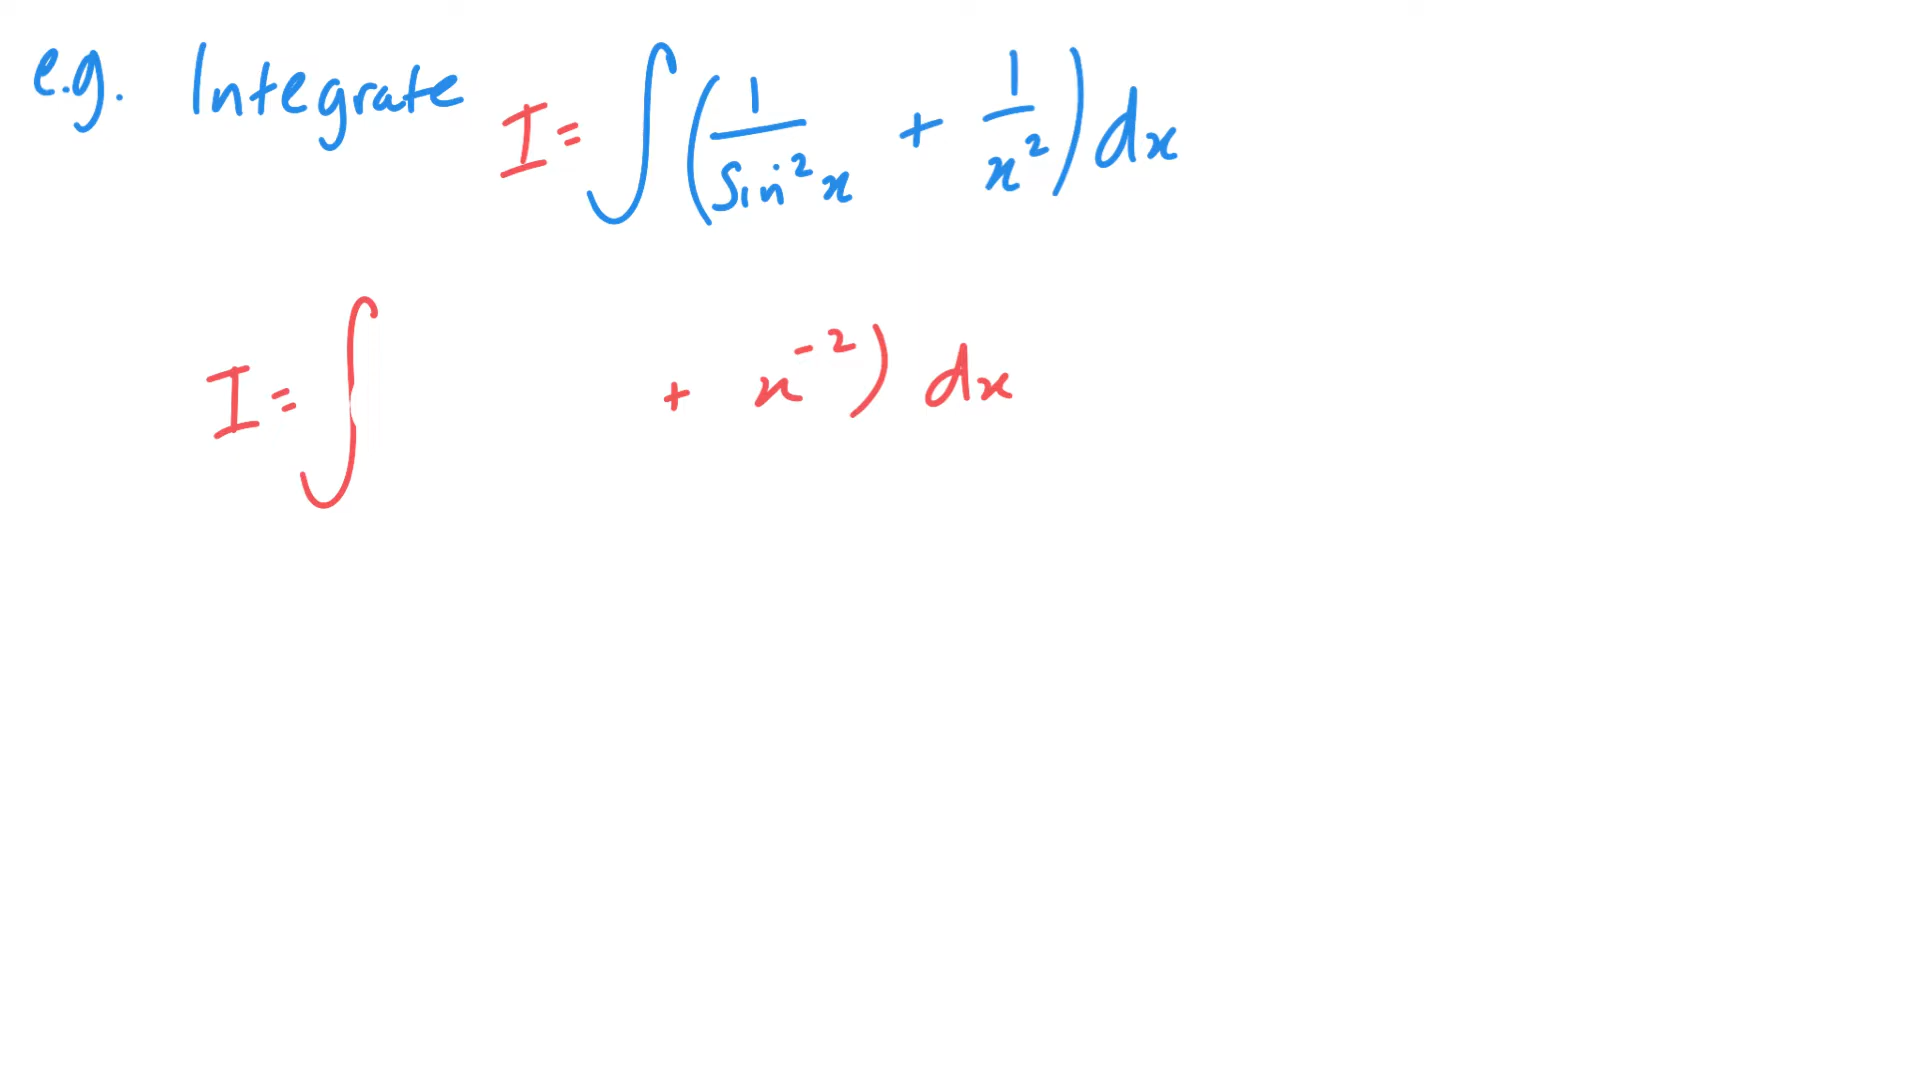 e.g. Integrate I = ∫ (1/sin²x + 1/x²) dx
I = ∫ + x⁻²) dx